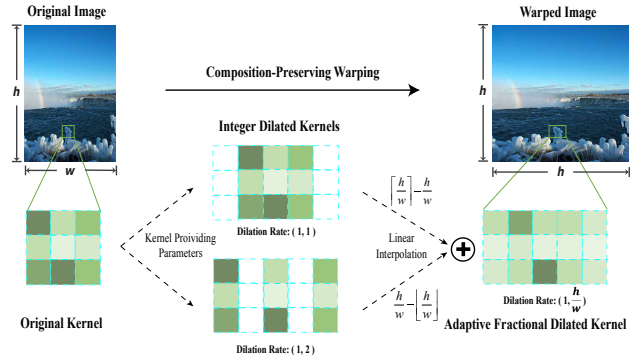 Original Image
Warped Image
h
w
Composition-Preserving Warping
h
h
Integer Dilated Kernels
Dilation Rate: (1, 1)
Kernel Proividing
Parameters
⌈h/w⌉ − h/w
Linear
Interpolation
h/w − ⌊h/w⌋
Dilation Rate: (1, 2)
Original Kernel
Dilation Rate: (1, h/w)
Adaptive Fractional Dilated Kernel